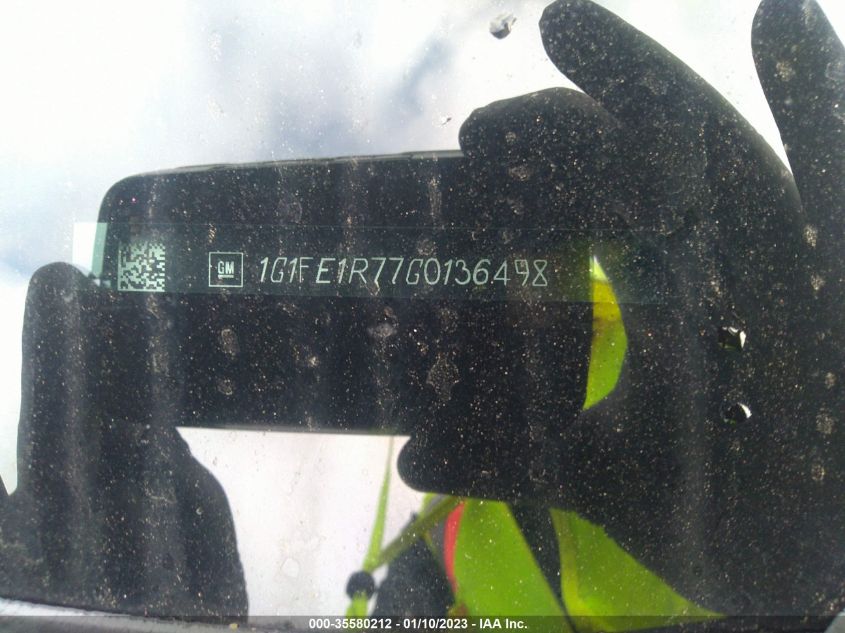 GM 1G1FE1R77G0136498
000-35580212 - 01/10/2023 - IAA Inc.